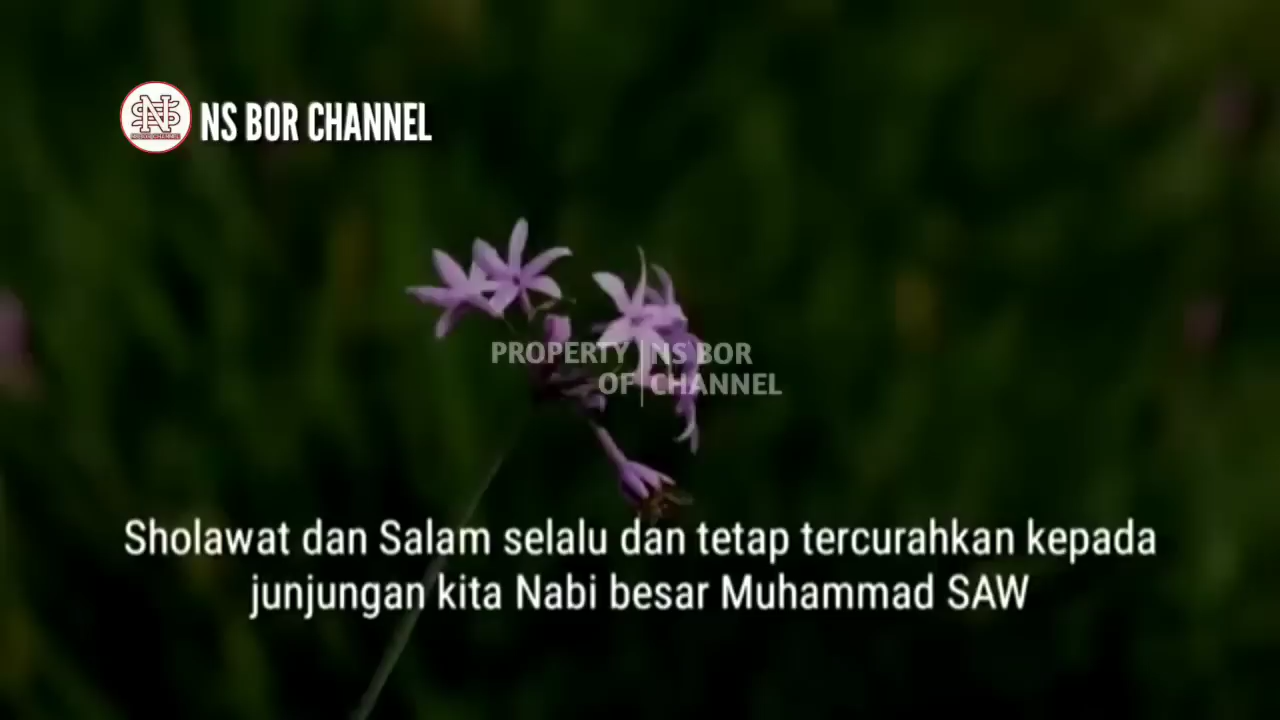 NS BOR CHANNEL
PROPERTY NS BOR
OF CHANNEL
Sholawat dan Salam selalu dan tetap tercurahkan kepada
junjungan kita Nabi besar Muhammad SAW